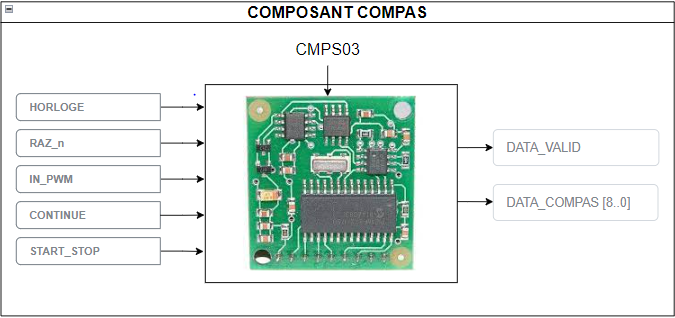 COMPOSANT COMPAS
CMPS03
HORLOGE
RAZ_n
IN_PWM
CONTINUE
START_STOP
DATA_VALID
DATA_COMPAS [8..0]